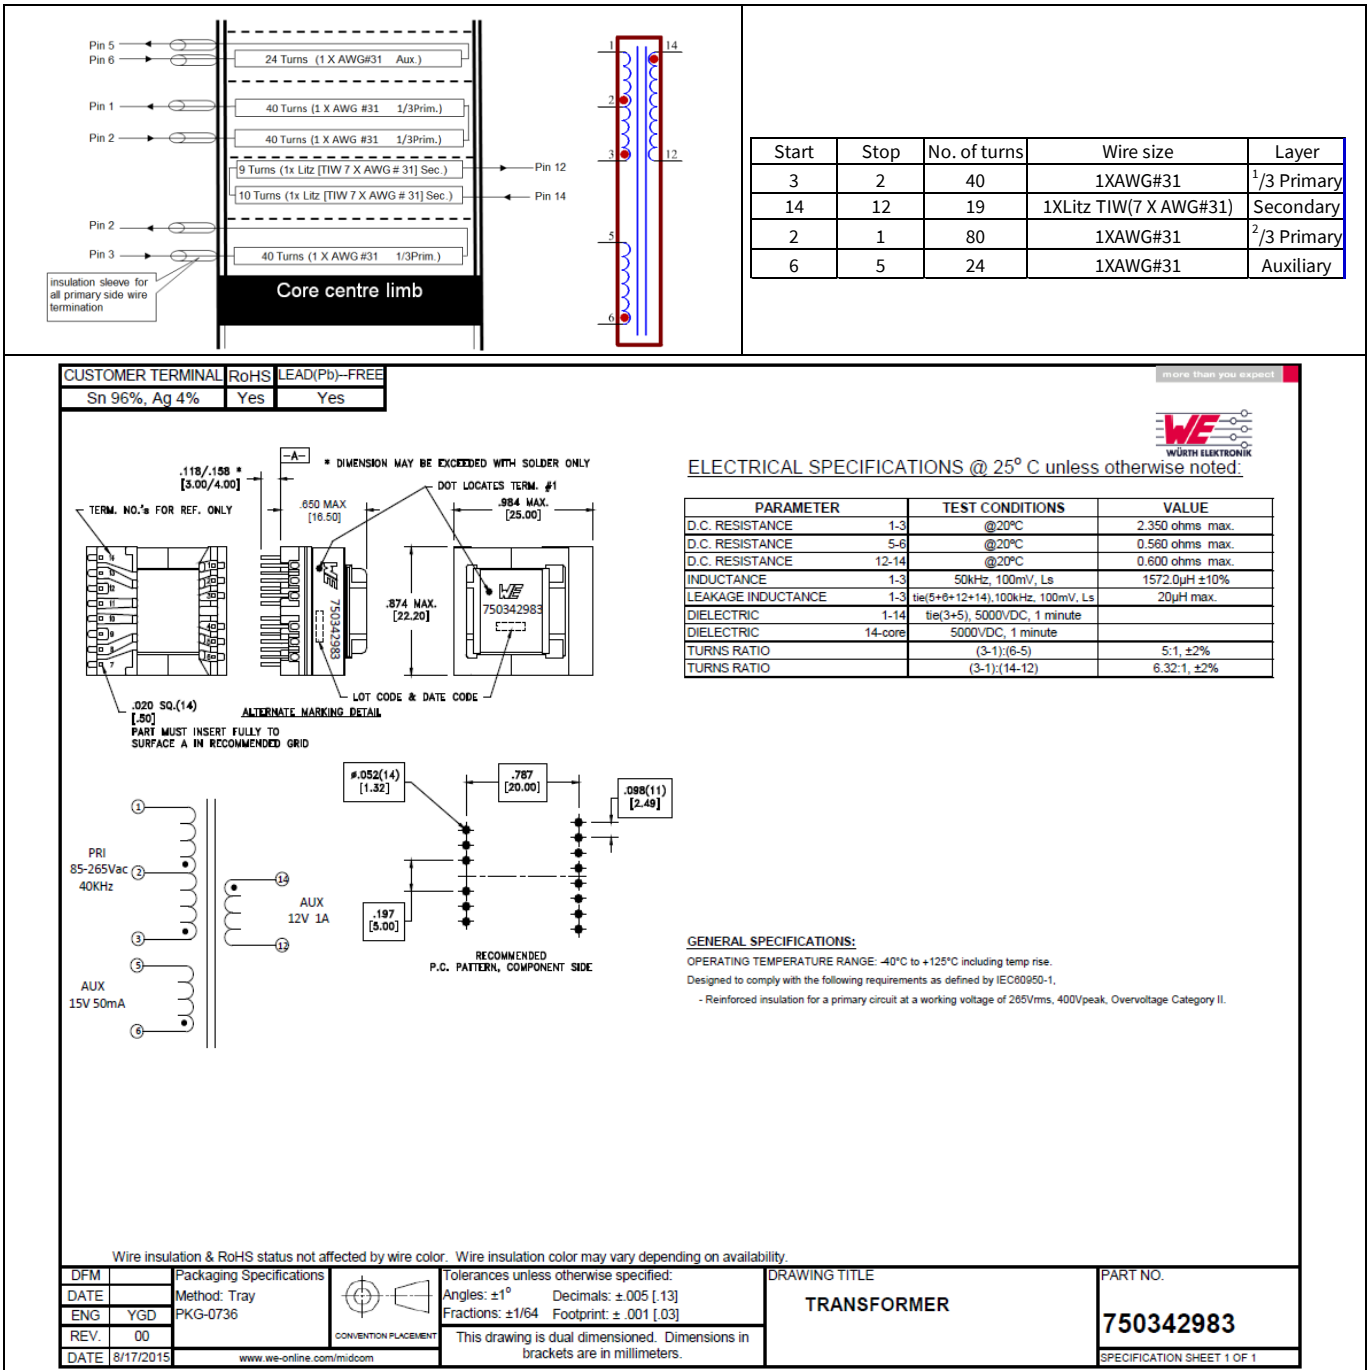 Pin 5
Pin 6
24 Turns (1 X AWG#31 Aux.)
Pin 1
40 Turns (1 X AWG #31 1/3Prim.)
Pin 2
40 Turns (1 X AWG #31 1/3Prim.)
9 Turns (1x Litz [TIW 7 X AWG # 31] Sec.)
Pin 12
10 Turns (1x Litz [TIW 7 X AWG # 31] Sec.)
Pin 14
Pin 2
Pin 3
40 Turns (1 X AWG #31 1/3Prim.)
insulation sleeve for
all primary side wire
termination
Core centre limb
1
14
2
3
12
5
6
Start Stop No. of turns Wire size Layer
3 2 40 1XAWG#31 1/3 Primary
14 12 19 1XLitz TIW(7 X AWG#31) Secondary
2 1 80 1XAWG#31 2/3 Primary
6 5 24 1XAWG#31 Auxiliary
CUSTOMER TERMINAL RoHS LEAD(Pb)--FREE
Sn 96%, Ag 4% Yes Yes
more than you expect
WE
WÜRTH ELEKTRONIK
-A-
* DIMENSION MAY BE EXCEEDED WITH SOLDER ONLY
.118/.158 *
[3.00/4.00]
DOT LOCATES TERM. #1
TERM. NO.'s FOR REF. ONLY
.650 MAX
[16.50]
.984 MAX.
[25.00]
.874 MAX.
[22.20]
WE
750342983
WE
750342983
12
11
10
9
8
7
LOT CODE & DATE CODE
.020 SQ.(14)
[.50]
ALTERNATE MARKING DETAIL
PART MUST INSERT FULLY TO
SURFACE A IN RECOMMENDED GRID
ELECTRICAL SPECIFICATIONS @ 25° C unless otherwise noted:
PARAMETER TEST CONDITIONS VALUE
D.C. RESISTANCE 1-3 @20°C 2.350 ohms max.
D.C. RESISTANCE 5-6 @20°C 0.560 ohms max.
D.C. RESISTANCE 12-14 @20°C 0.600 ohms max.
INDUCTANCE 1-3 50kHz, 100mV, Ls 1572.0µH ±10%
LEAKAGE INDUCTANCE 1-3 tie(5+6+12+14),100kHz, 100mV, Ls 20µH max.
DIELECTRIC 1-14 tie(3+5), 5000VDC, 1 minute
DIELECTRIC 14-core 5000VDC, 1 minute
TURNS RATIO (3-1):(6-5) 5:1, ±2%
TURNS RATIO (3-1):(14-12) 6.32:1, ±2%
ø.052(14)
[1.32]
.787
[20.00]
.098(11)
[2.49]
.197
[5.00]
RECOMMENDED
P.C. PATTERN, COMPONENT SIDE
1
PRI
85-265Vac
40KHz
2
3
14
AUX
12V 1A
12
5
AUX
15V 50mA
6
GENERAL SPECIFICATIONS:
OPERATING TEMPERATURE RANGE: -40°C to +125°C including temp rise.
Designed to comply with the following requirements as defined by IEC60950-1,
- Reinforced insulation for a primary circuit at a working voltage of 265Vrms, 400Vpeak, Overvoltage Category II.
Wire insulation & RoHS status not affected by wire color. Wire insulation color may vary depending on availability.
DFM
DATE
ENG YGD
REV. 00
DATE 8/17/2015
Packaging Specifications
Method: Tray
PKG-0736
CONVENTION PLACEMENT
www.we-online.com/midcom
Tolerances unless otherwise specified:
Angles: ±1° Decimals: ±.005 [.13]
Fractions: ±1/64 Footprint: ± .001 [.03]
This drawing is dual dimensioned. Dimensions in
brackets are in millimeters.
DRAWING TITLE
TRANSFORMER
PART NO.
750342983
SPECIFICATION SHEET 1 OF 1